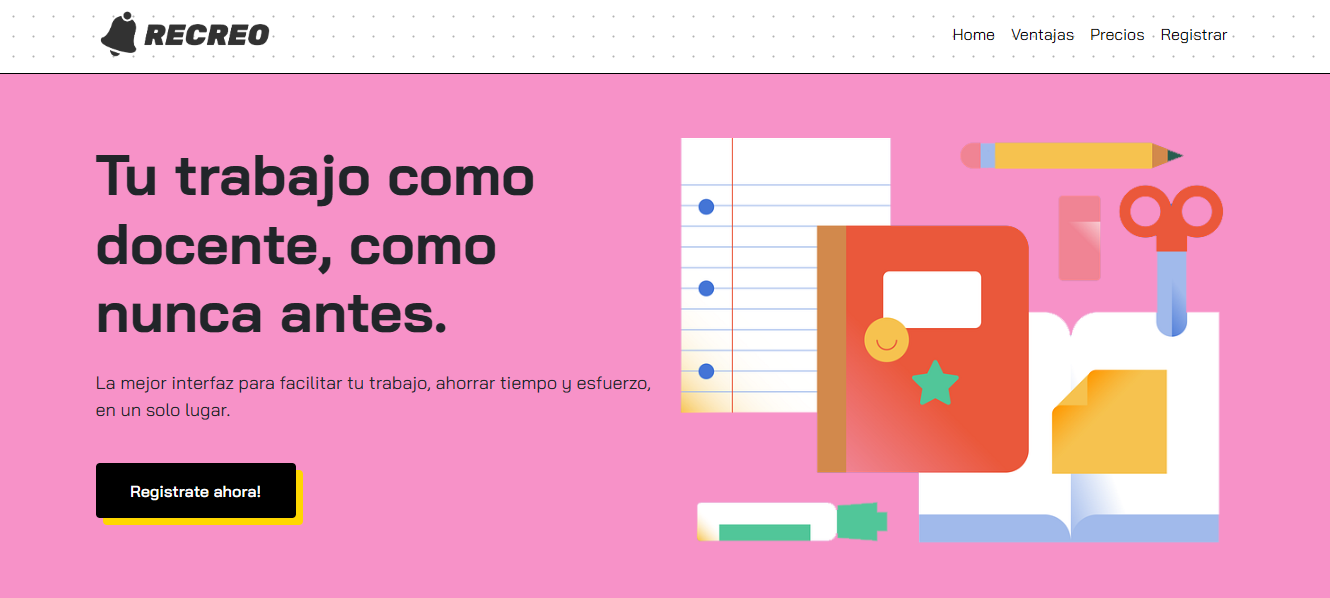 RECREO
Home Ventajas Precios Registrar
Tu trabajo como
docente, como
nunca antes.
La mejor interfaz para facilitar tu trabajo, ahorrar tiempo y esfuerzo,
en un solo lugar.
Registrate ahora!